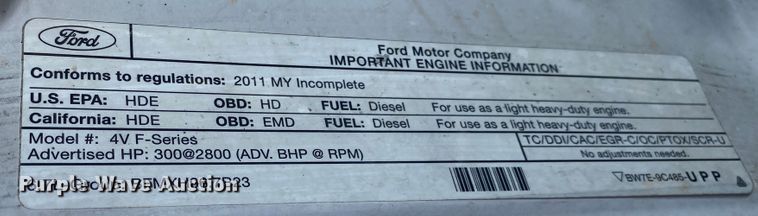 Ford
Ford Motor Company
IMPORTANT ENGINE INFORMATION
Conforms to regulations: 2011 MY Incomplete
U.S. EPA: HDE OBD: HD FUEL: Diesel For use as a light heavy-duty engine.
California: HDE OBD: EMD FUEL: Diesel For use as a light heavy-duty engine.
Model #: 4V F-Series TC/DDI/CAC/EGR-C/OC/PTOX/SCR-U
Advertised HP: 300@2800 (ADV. BHP @ RPM) No adjustments needed.
BW7E-9C485-UPP
Purple Wave Auction